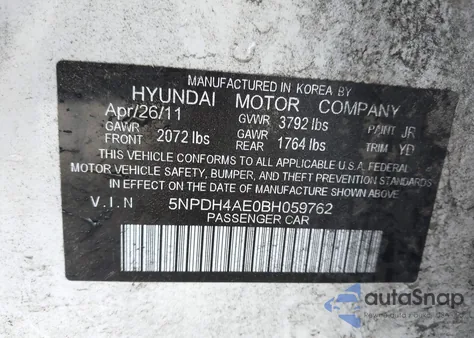 MANUFACTURED IN KOREA BY
HYUNDAI MOTOR COMPANY
Apr/26/11 GVWR 3792 lbs
GAWR FRONT 2072 lbs GAWR REAR 1764 lbs PAINT JR TRIM YD
THIS VEHICLE CONFORMS TO ALL APPLICABLE U.S.A. FEDERAL
MOTOR VEHICLE SAFETY, BUMPER, AND THEFT PREVENTION STANDARDS
IN EFFECT ON THE DATE OF MANUFACTURE SHOWN ABOVE.
V.I.N 5NPDH4AE0BH059762
PASSENGER CAR
autoSnap